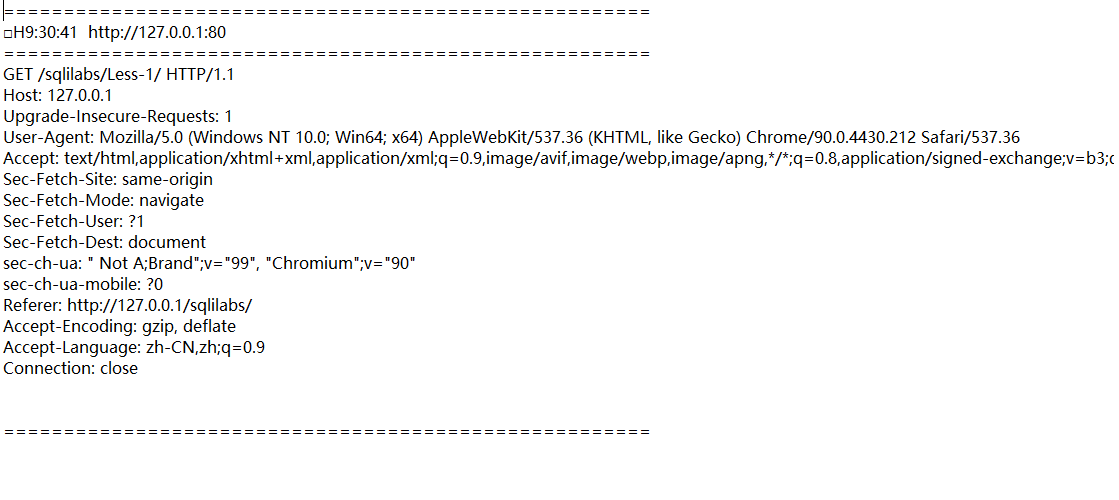 ======================================================
□H9:30:41  http://127.0.0.1:80
======================================================
GET /sqlilabs/Less-1/ HTTP/1.1
Host: 127.0.0.1
Upgrade-Insecure-Requests: 1
User-Agent: Mozilla/5.0 (Windows NT 10.0; Win64; x64) AppleWebKit/537.36 (KHTML, like Gecko) Chrome/90.0.4430.212 Safari/537.36
Accept: text/html,application/xhtml+xml,application/xml;q=0.9,image/avif,image/webp,image/apng,*/*;q=0.8,application/signed-exchange;v=b3;
Sec-Fetch-Site: same-origin
Sec-Fetch-Mode: navigate
Sec-Fetch-User: ?1
Sec-Fetch-Dest: document
sec-ch-ua: " Not A;Brand";v="99", "Chromium";v="90"
sec-ch-ua-mobile: ?0
Referer: http://127.0.0.1/sqlilabs/
Accept-Encoding: gzip, deflate
Accept-Language: zh-CN,zh;q=0.9
Connection: close
======================================================